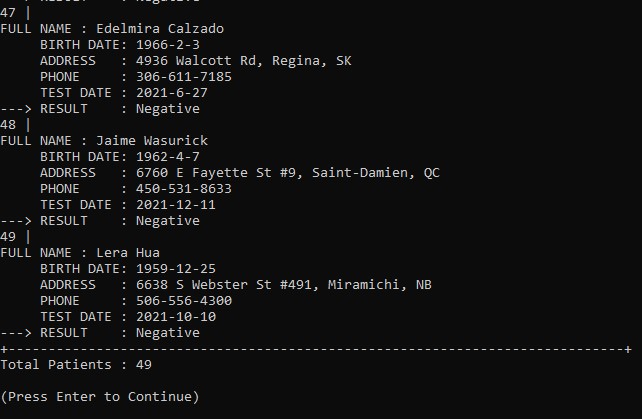 47 |
FULL NAME : Edelmira Calzado
     BIRTH DATE: 1966-2-3
     ADDRESS   : 4936 Walcott Rd, Regina, SK
     PHONE     : 306-611-7185
     TEST DATE : 2021-6-27
---> RESULT    : Negative
48 |
FULL NAME : Jaime Wasurick
     BIRTH DATE: 1962-4-7
     ADDRESS   : 6760 E Fayette St #9, Saint-Damien, QC
     PHONE     : 450-531-8633
     TEST DATE : 2021-12-11
---> RESULT    : Negative
49 |
FULL NAME : Lera Hua
     BIRTH DATE: 1959-12-25
     ADDRESS   : 6638 S Webster St #491, Miramichi, NB
     PHONE     : 506-556-4300
     TEST DATE : 2021-10-10
---> RESULT    : Negative
+-----------------------------------------------------------------------------+
Total Patients : 49
(Press Enter to Continue)